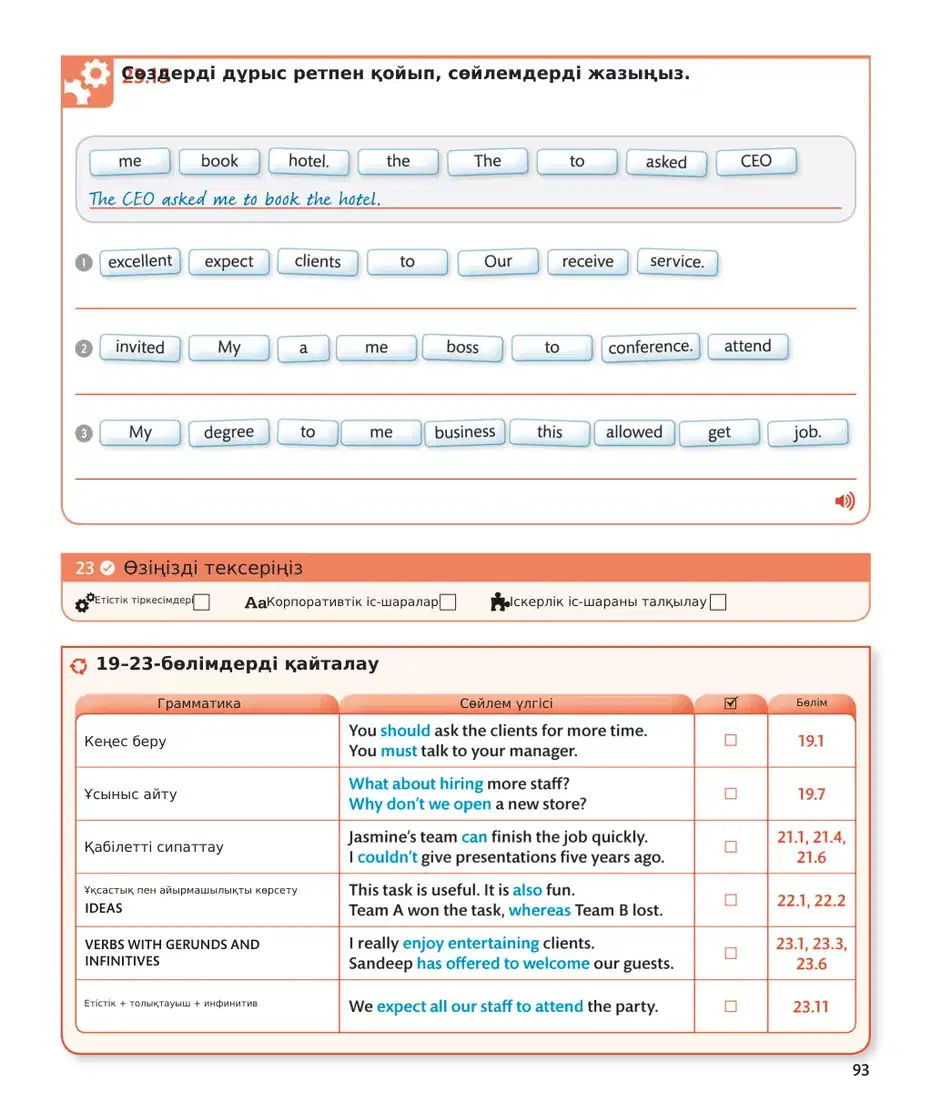 Сөздерді дұрыс ретпен қойып, сөйлемдерді жазыңыз.
me book hotel. the The to asked CEO
The CEO asked me to book the hotel.
1 excellent expect clients to Our receive service.
2 invited My a me boss to conference. attend
3 My degree to me business this allowed get job.
23 Өзіңізді тексеріңіз
Етістік тіркесімдері Aa Корпоративтік іс-шаралар Іскерлік іс-шараны талқылау
19–23-бөлімдерді қайталау
Грамматика Сөйлем үлгісі Бөлім
Кеңес беру
You should ask the clients for more time.
You must talk to your manager.
19.1
Ұсыныс айту
What about hiring more staff?
Why don't we open a new store?
19.7
Қабілетті сипаттау
Jasmine's team can finish the job quickly.
I couldn't give presentations five years ago.
21.1, 21.4,
21.6
Ұқсастық пен айырмашылықты көрсету
IDEAS
This task is useful. It is also fun.
Team A won the task, whereas Team B lost.
22.1, 22.2
VERBS WITH GERUNDS AND
INFINITIVES
I really enjoy entertaining clients.
Sandeep has offered to welcome our guests.
23.1, 23.3,
23.6
Етістік + толықтауыш + инфинитив
We expect all our staff to attend the party.
23.11
93